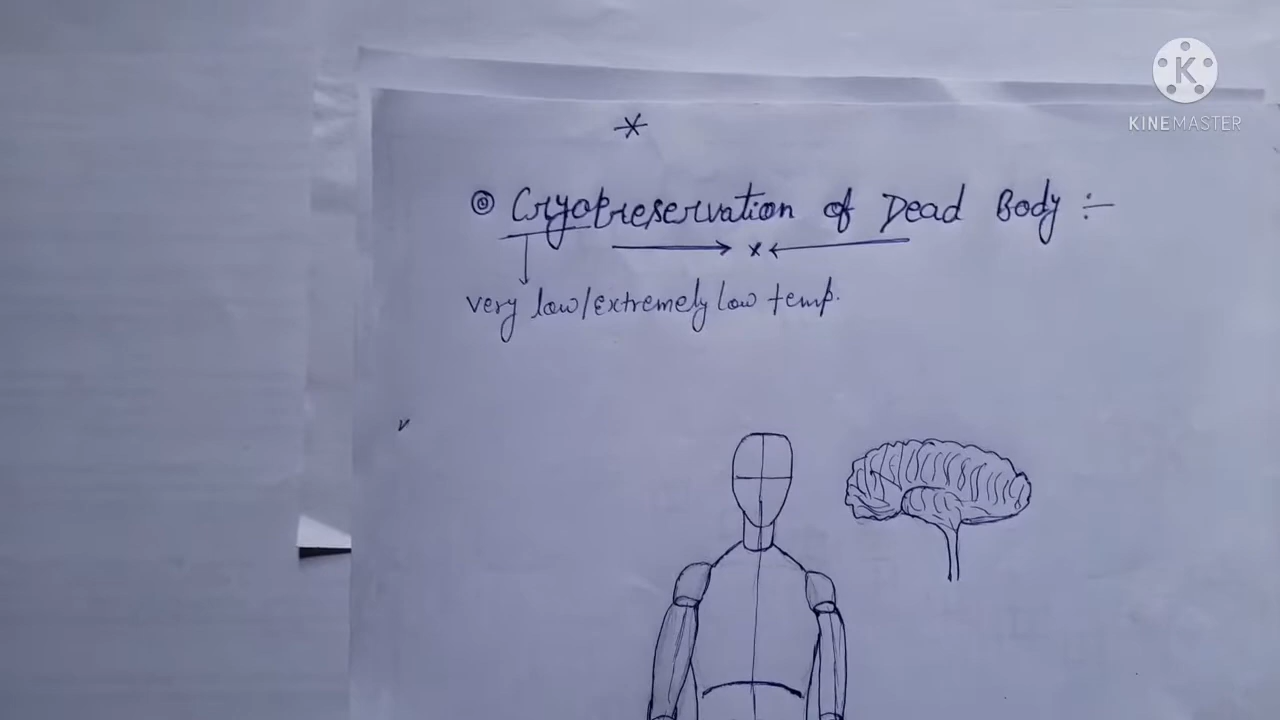 K
KINEMASTER
Cryopreservation of Dead Body :-
very low/extremely low temp.